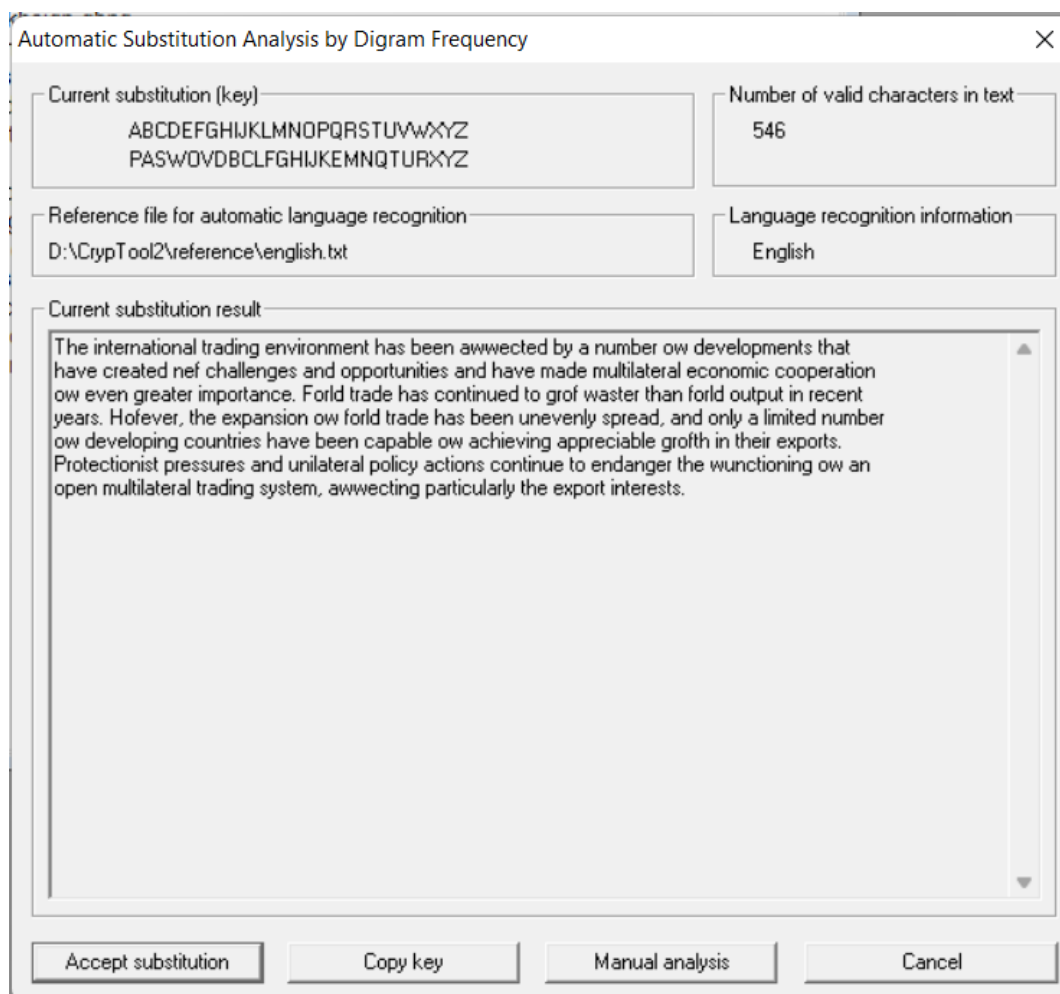 Automatic Substitution Analysis by Digram Frequency
Current substitution (key)
ABCDEFGHIJKLMNOPQRSTUVWXYZ
PASWOVDBCLFGHIJKEMNQTURXYZ
Number of valid characters in text
546
Reference file for automatic language recognition
D:\CrypTool2\reference\english.txt
Language recognition information
English
Current substitution result
The international trading environment has been awwected by a number ow developments that
have created nef challenges and opportunities and have made multilateral economic cooperation
ow even greater importance. Forld trade has continued to grof waster than forld output in recent
years. Hofever, the expansion ow forld trade has been unevenly spread, and only a limited number
ow developing countries have been capable ow achieving appreciable grofth in their exports.
Protectionist pressures and unilateral policy actions continue to endanger the wunctioning ow an
open multilateral trading system, awwecting particularly the export interests.
Accept substitution
Copy key
Manual analysis
Cancel